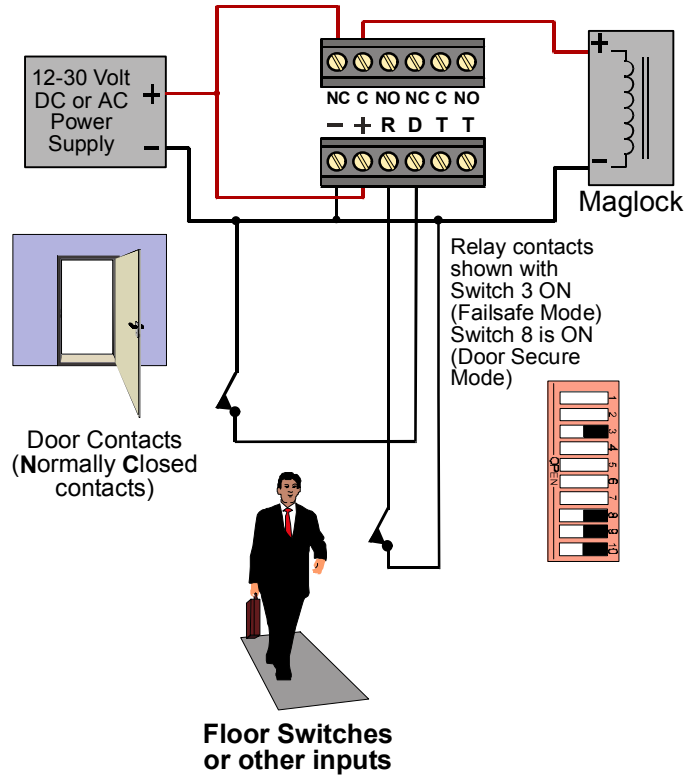 12-30 Volt
DC or AC
Power
Supply
+
−
NC C NO NC C NO
− + R D T T
+
−
Maglock
Relay contacts
shown with
Switch 3 ON
(Failsafe Mode)
Switch 8 is ON
(Door Secure
Mode)
Door Contacts
(Normally Closed
contacts)
OPEN
1
2
3
4
5
6
7
8
9
10
Floor Switches
or other inputs